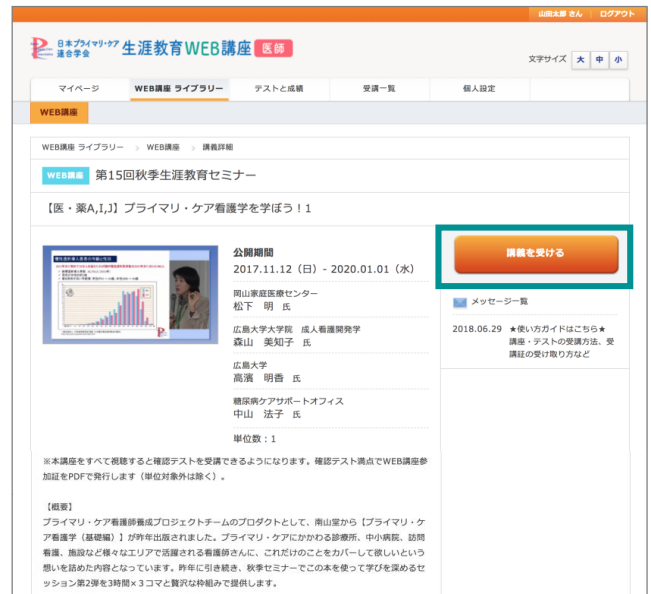 山田太郎 さん ログアウト
日本プライマリ・ケア
連合学会
生涯教育WEB講座 医師
文字サイズ 大 中 小
マイページ WEB講座 ライブラリー テストと成績 受講一覧 個人設定
WEB講座
WEB講座 ライブラリー > WEB講座 > 講義詳細
WEB講座 第15回秋季生涯教育セミナー
【医・薬A,I,J】プライマリ・ケア看護学を学ぼう！1
公開期間
2017.11.12（日）- 2020.01.01（水）
岡山家庭医療センター
松下 明 氏
広島大学大学院 成人看護開発学
森山 美知子 氏
広島大学
高濱 明香 氏
糖尿病ケアサポートオフィス
中山 法子 氏
単位数：1
講義を受ける
メッセージ一覧
2018.06.29 ★使い方ガイドはこちら★
講座・テストの受講方法、受
講証の受け取り方など
※本講座をすべて視聴すると確認テストを受講できるようになります。確認テスト満点でWEB講座参
加証をPDFで発行します（単位対象外は除く）。
【概要】
プライマリ・ケア看護師養成プロジェクトチームのプロダクトとして、南山堂から【プライマリ・ケ
ア看護学（基礎編）】が昨年出版されました。プライマリ・ケアにかかわる診療所、中小病院、訪問
看護、施設など様々なエリアで活躍される看護師さんに、これだけのことをカバーして欲しいという
想いを詰めた内容となっています。昨年に引き続き、秋季セミナーでこの本を使って学びを深めるセ
ッション第2弾を3時間×３コマと贅沢な枠組みで提供します。